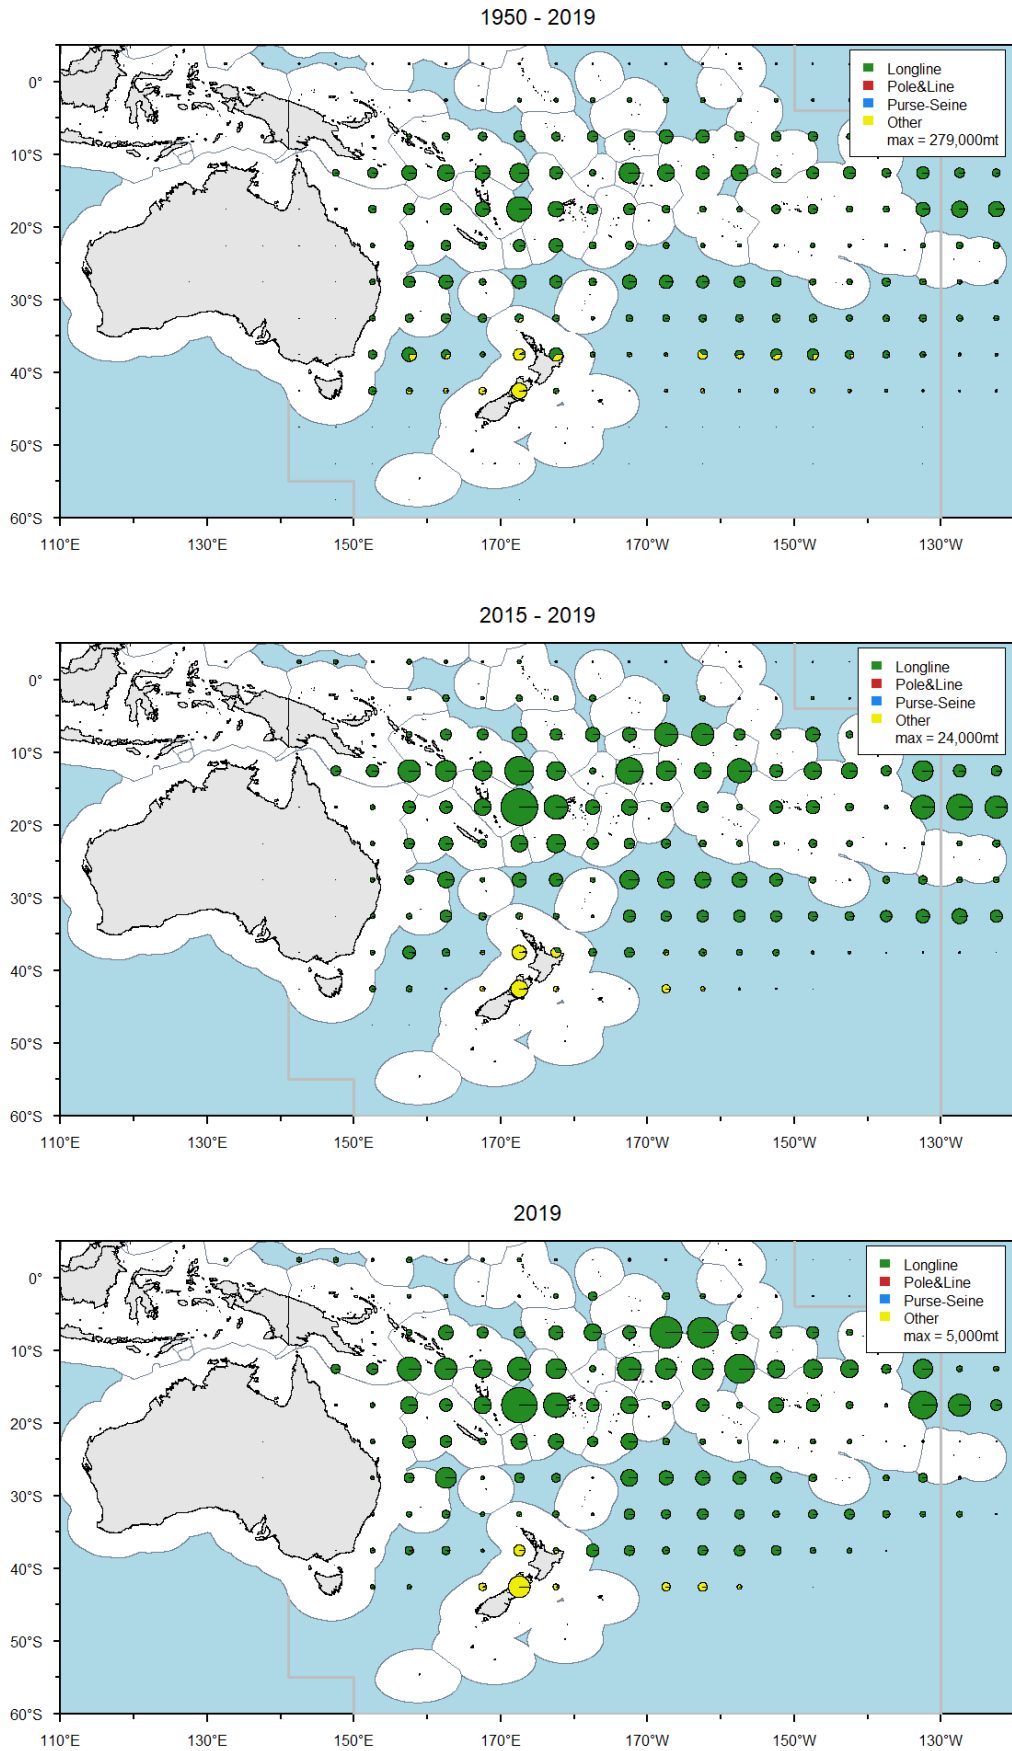 1950 - 2019
Longline
Pole&Line
Purse-Seine
Other
max = 279,000mt
0°
10°S
20°S
30°S
40°S
50°S
60°S
110°E 130°E 150°E 170°E 170°W 150°W 130°W
2015 - 2019
Longline
Pole&Line
Purse-Seine
Other
max = 24,000mt
0°
10°S
20°S
30°S
40°S
50°S
60°S
110°E 130°E 150°E 170°E 170°W 150°W 130°W
2019
Longline
Pole&Line
Purse-Seine
Other
max = 5,000mt
0°
10°S
20°S
30°S
40°S
50°S
60°S
110°E 130°E 150°E 170°E 170°W 150°W 130°W